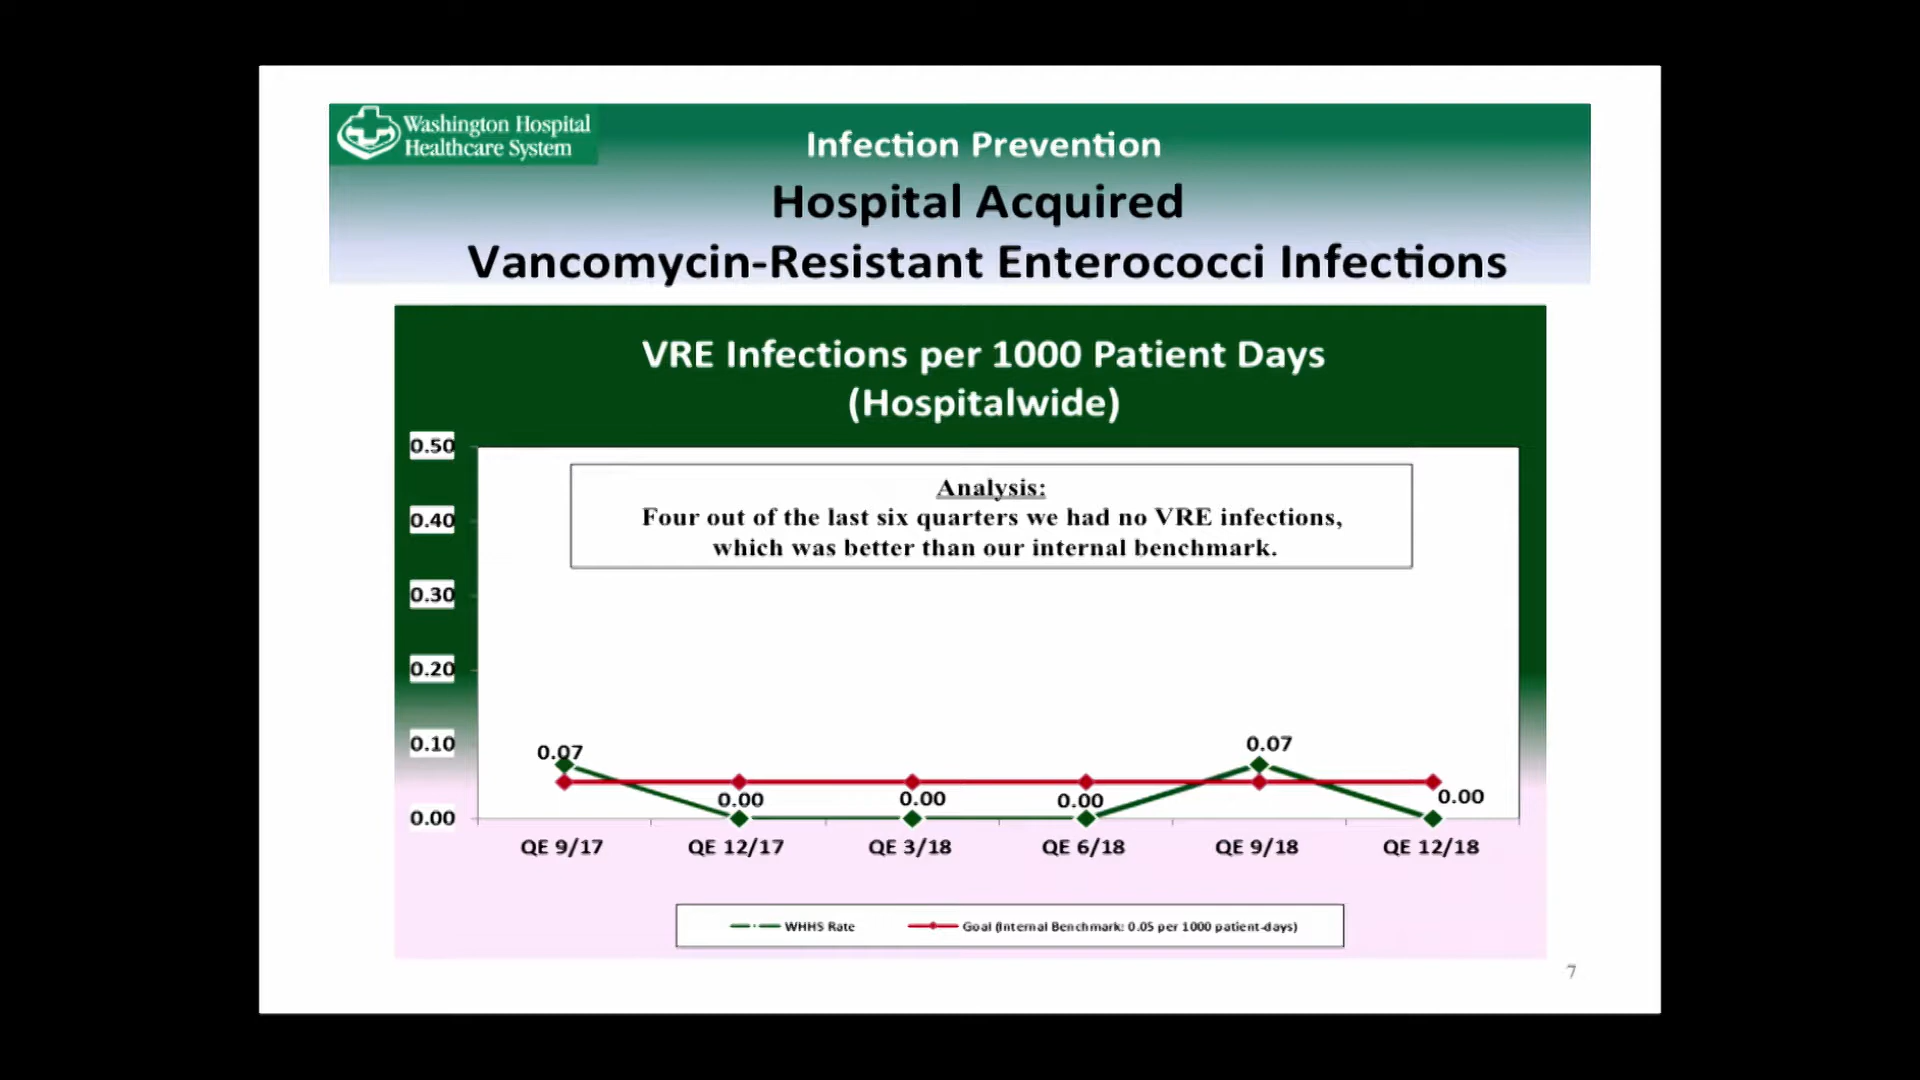 Washington Hospital
Healthcare System
Infection Prevention
Hospital Acquired
Vancomycin-Resistant Enterococci Infections
VRE Infections per 1000 Patient Days
(Hospitalwide)
0.50
0.40
0.30
0.20
0.10
0.00
Analysis:
Four out of the last six quarters we had no VRE infections,
which was better than our internal benchmark.
0.07
0.00
0.00
0.00
0.07
0.00
QE 9/17
QE 12/17
QE 3/18
QE 6/18
QE 9/18
QE 12/18
WHHS Rate
Goal (Internal Benchmark: 0.05 per 1000 patient-days)
7